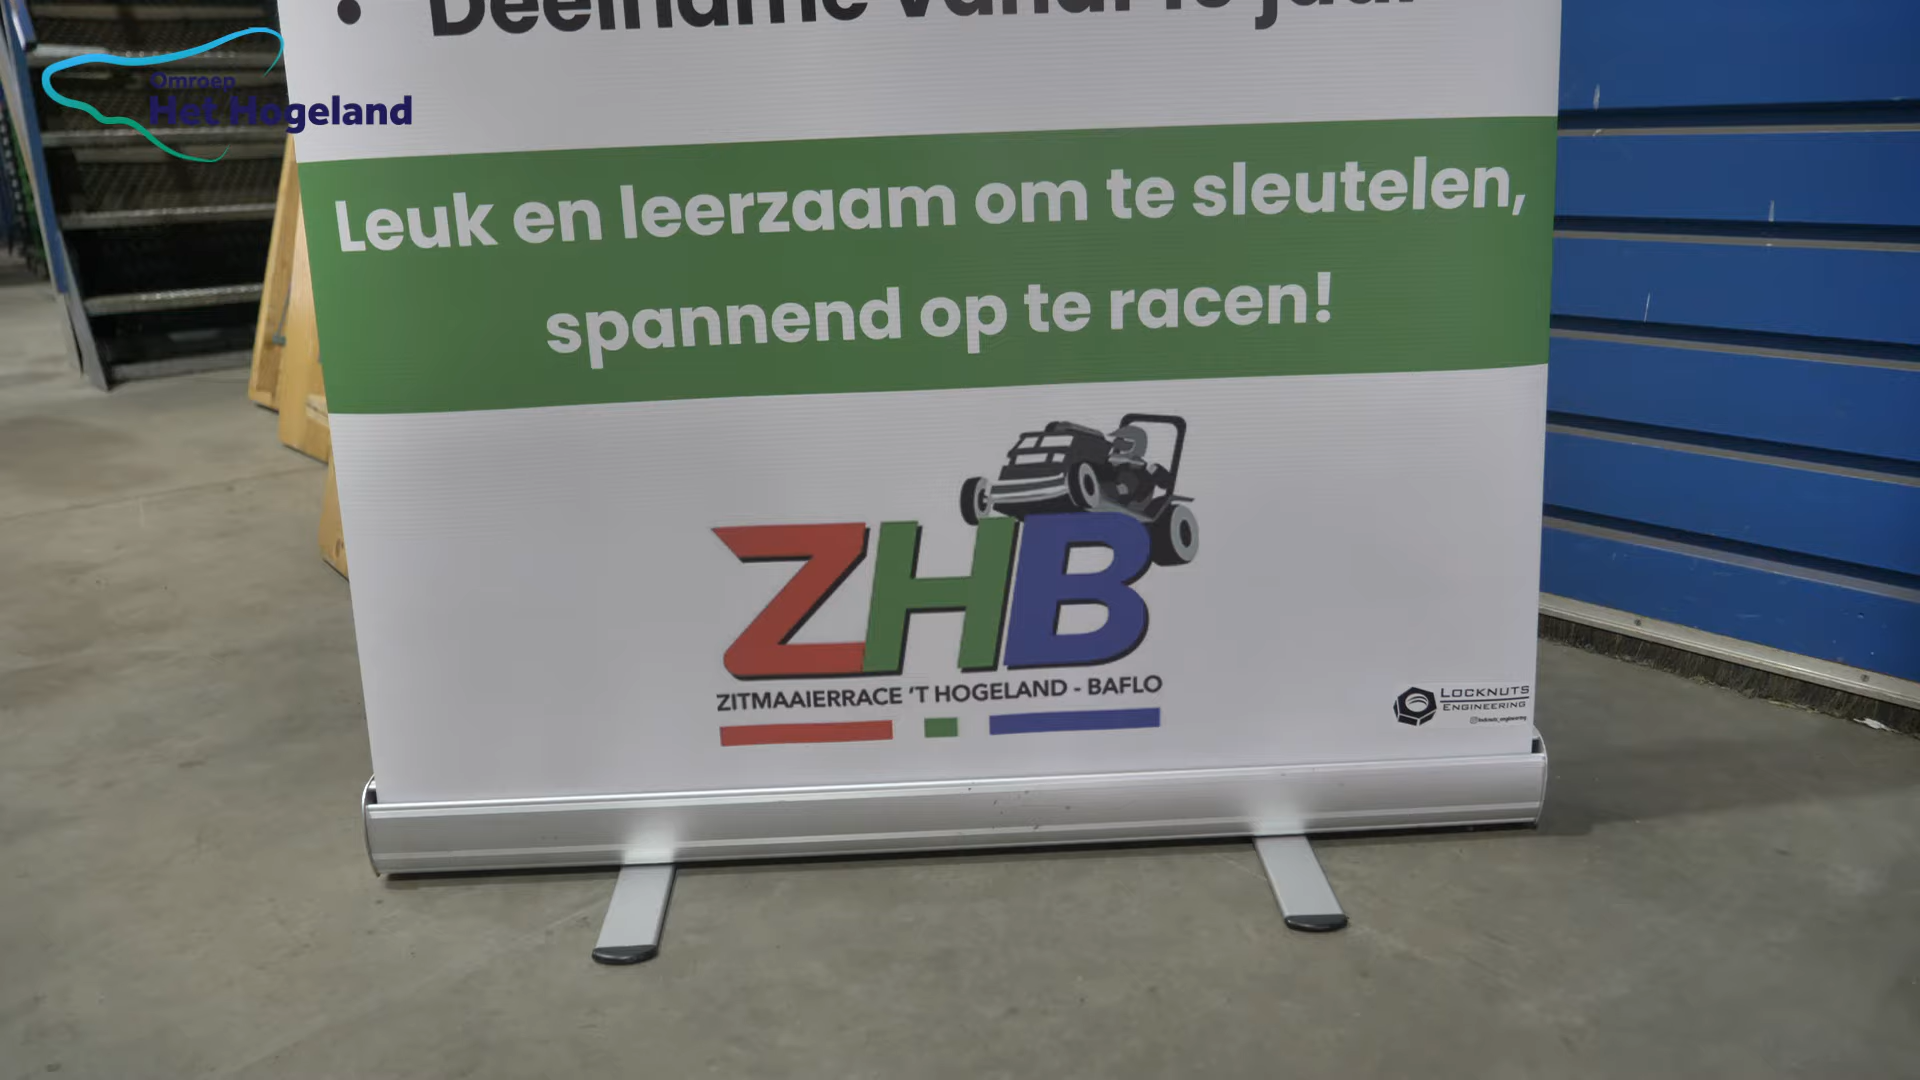 Deelname vanaf 16 jaar
Omroep
Het Hogeland
Leuk en leerzaam om te sleutelen,
spannend op te racen!
ZHB
ZITMAAIERRACE 'T HOGELAND - BAFLO
LOCKNUTS
ENGINEERING